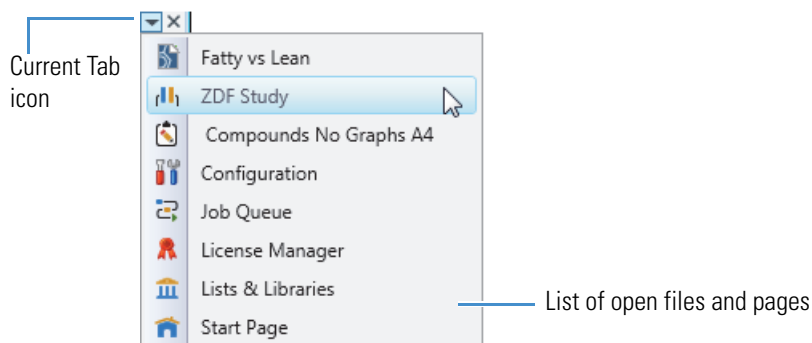 Current Tab
icon
Fatty vs Lean
ZDF Study
Compounds No Graphs A4
Configuration
Job Queue
License Manager
Lists & Libraries
Start Page
List of open files and pages